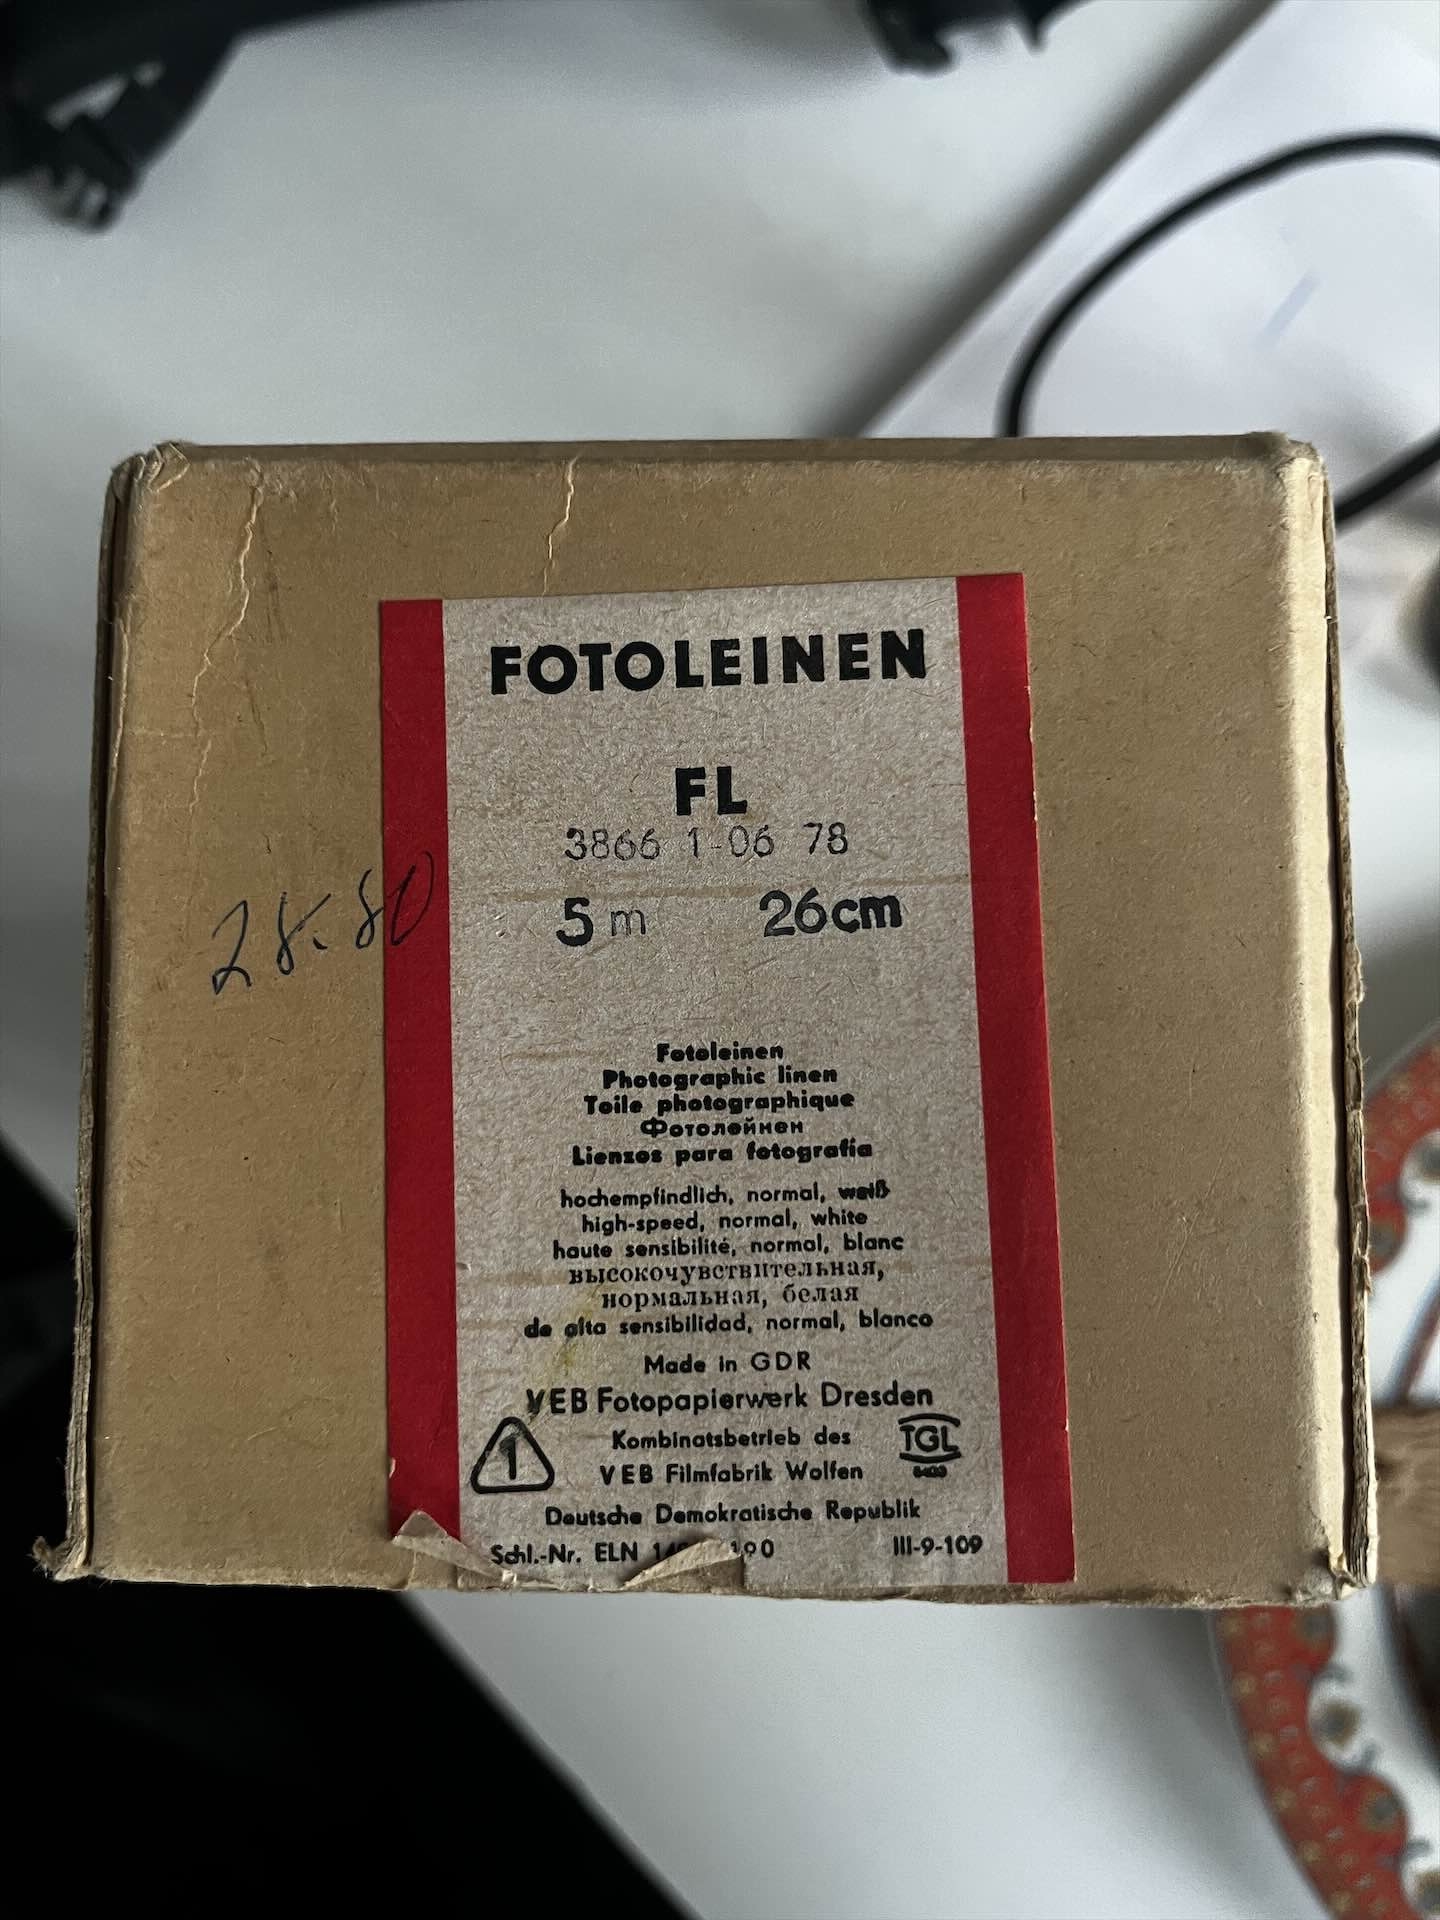 FOTOLEINEN
FL
3866 1-06 78
28.80
5 m 26cm
Fotoleinen
Photographic linen
Toile photographique
Фотолейнен
Lienzos para fotografia
hochempfindlich, normal, weiß
high-speed, normal, white
haute sensibilité, normal, blanc
высокочувствительная,
нормальная, белая
de alta sensibilidad, normal, blanco
Made in GDR
VEB Fotopapierwerk Dresden
1 Kombinatsbetrieb des TGL
VEB Filmfabrik Wolfen
Deutsche Demokratische Republik
Schl.-Nr. ELN III-9-109